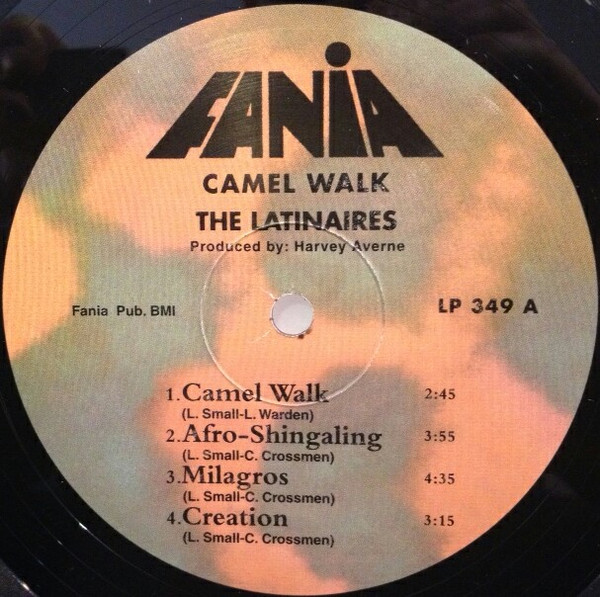 FANiA
CAMEL WALK
THE LATINAIRES
Produced by: Harvey Averne
Fania Pub. BMI
LP 349 A
1. Camel Walk 2:45
(L. Small-L. Warden)
2. Afro-Shingaling 3:55
(L. Small-C. Crossmen)
3. Milagros 4:35
(L. Small-C. Crossmen)
4. Creation 3:15
(L. Small-C. Crossmen)